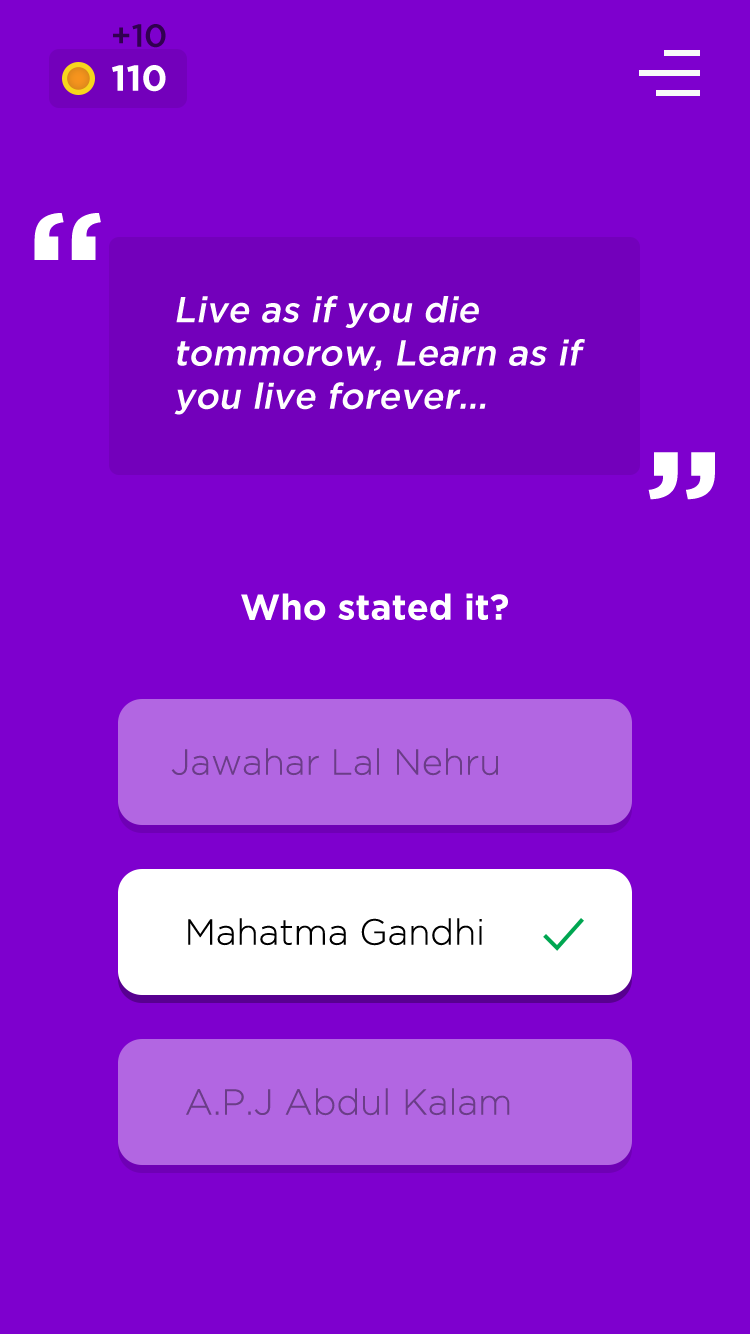 +10
110
“
Live as if you die
tommorow, Learn as if
you live forever...
”
Who stated it?
Jawahar Lal Nehru
Mahatma Gandhi
A.P.J Abdul Kalam